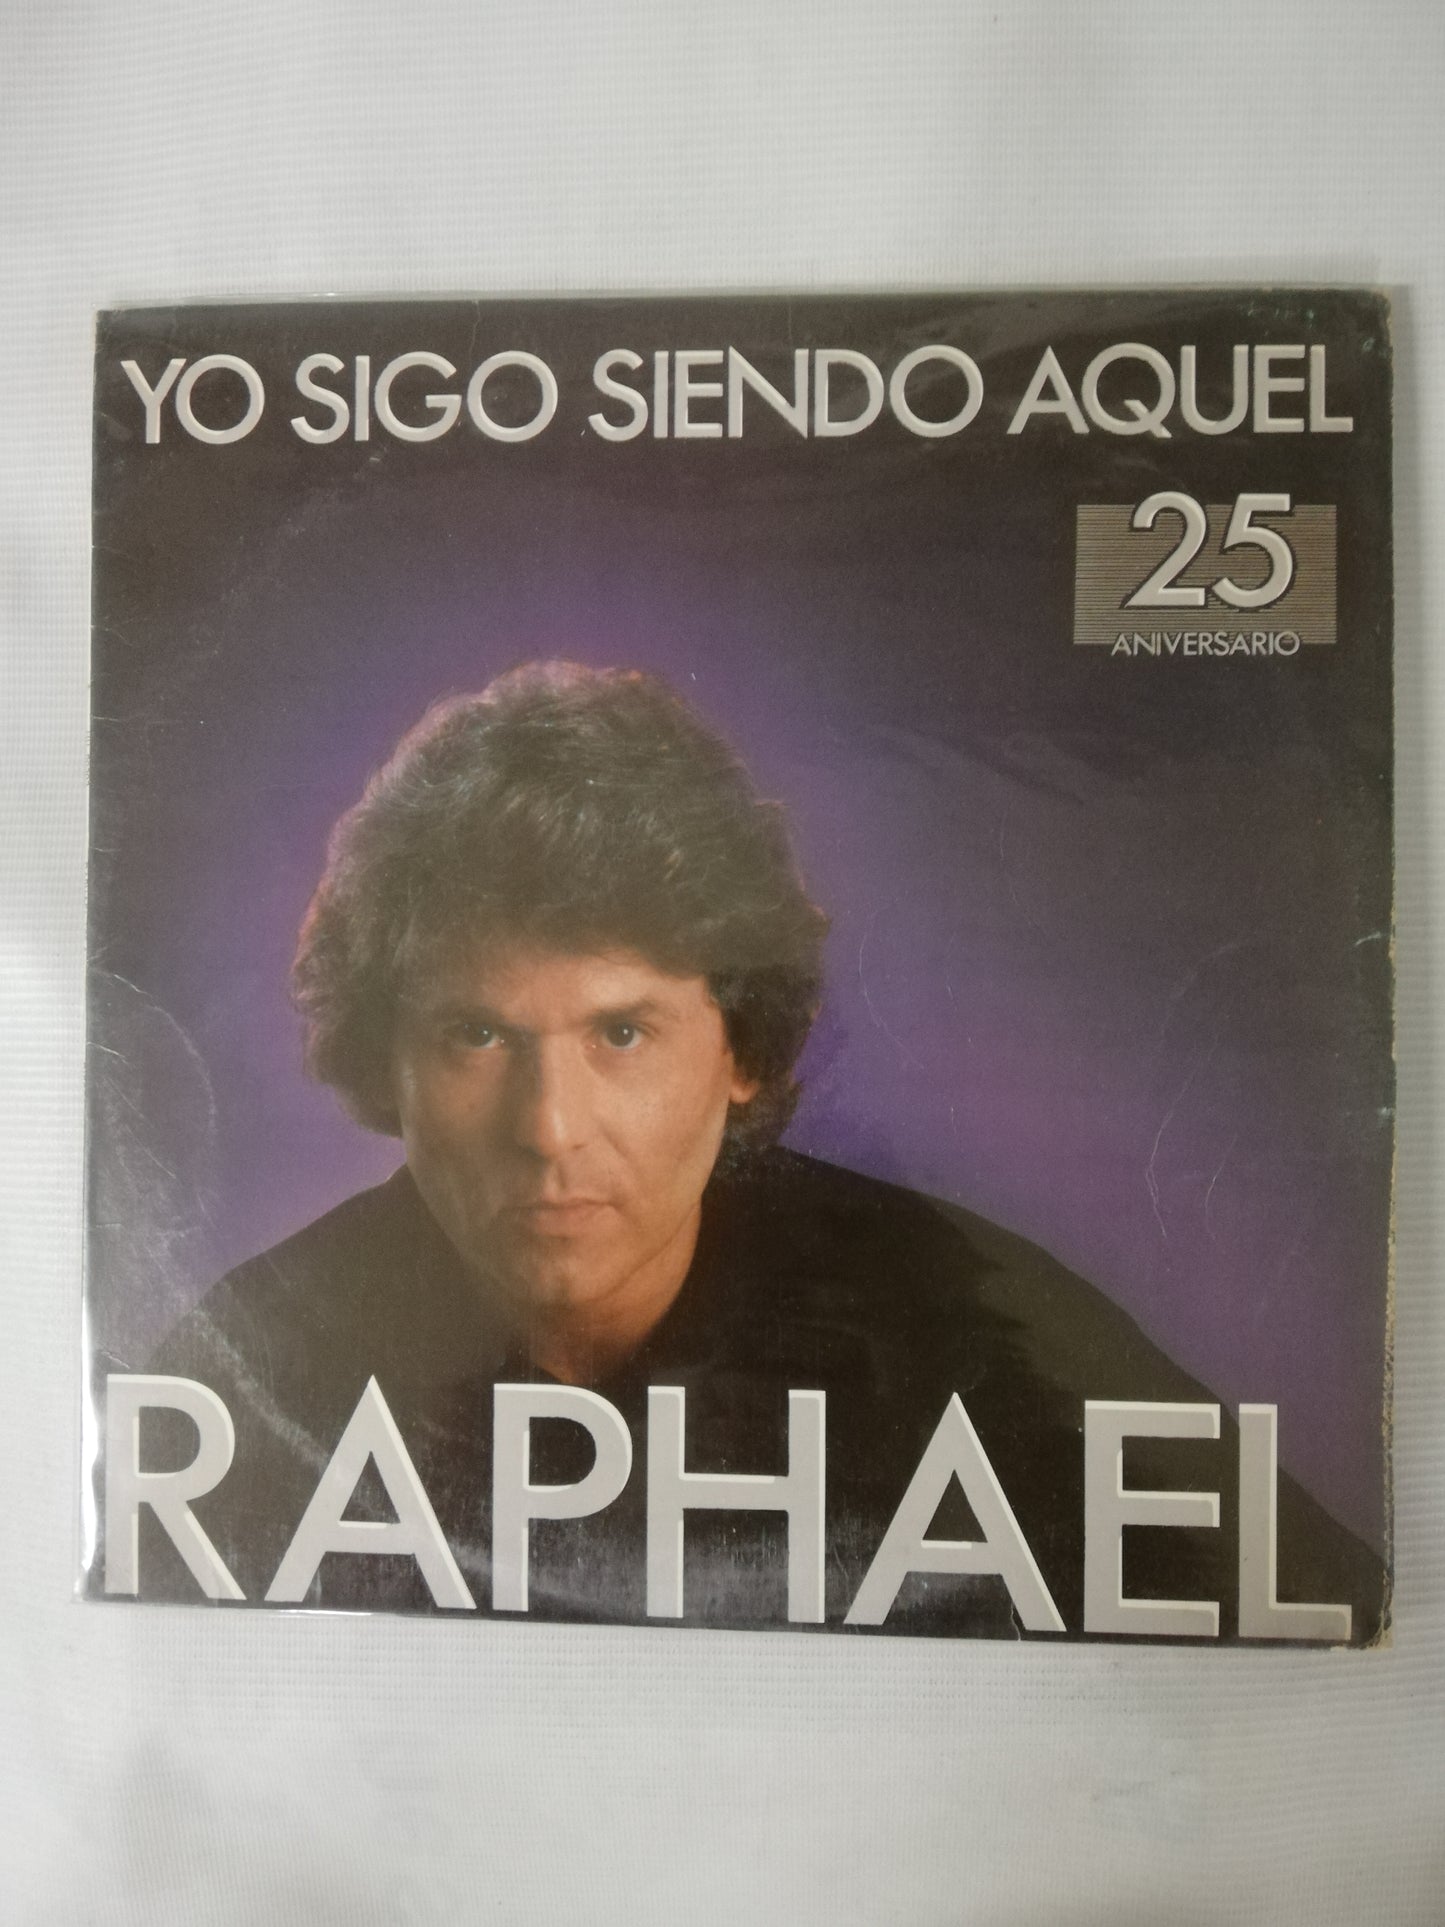 YO SIGO SIENDO AQUEL
25
ANIVERSARIO
RAPHAEL